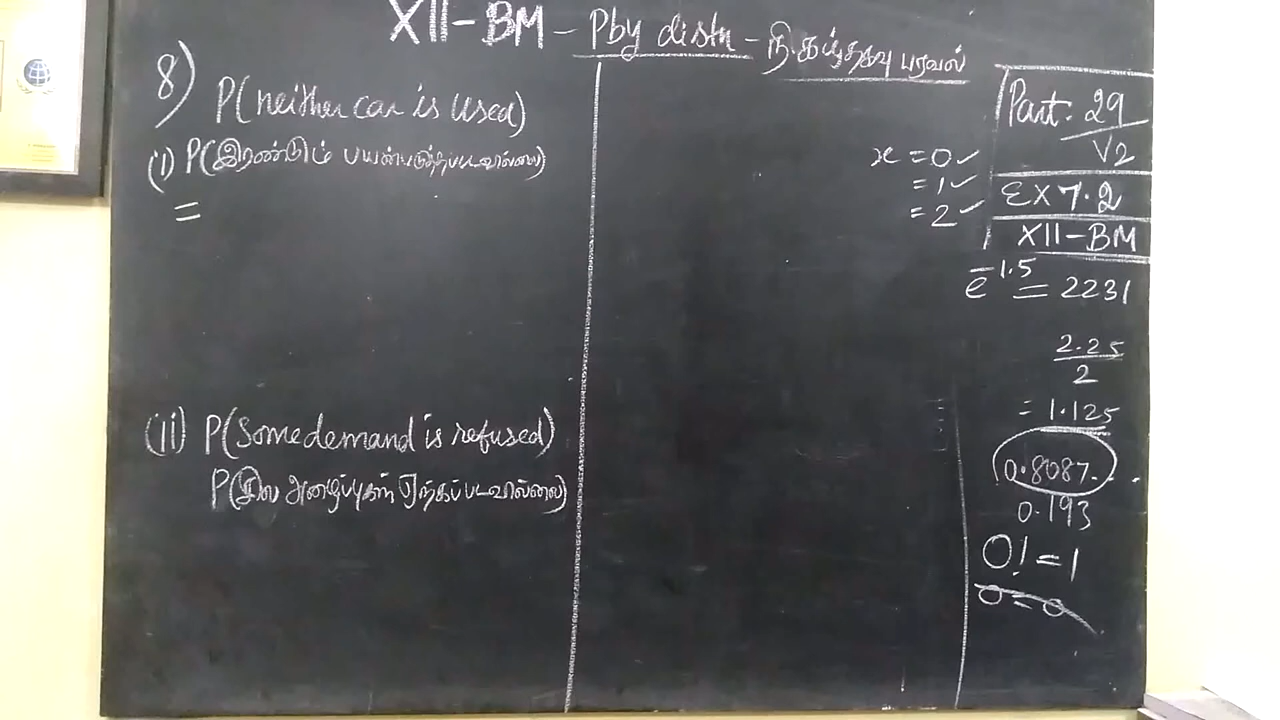 XII-BM - Pby distn - நிகழ்தகவு பரவல்
8) P(neither car is used)
(i) P(இரண்டும் பயன்படுத்தப்படவில்லை)
=
(ii) P(some demand is refused)
P(சில அழைப்புகள் ஏற்கப்படவில்லை)
x = 0 ✓
= 1 ✓
= 2 ✓
Part. 29
V2
EX 7.2
XII-BM
e^-1.5 = 2231
2.25
2
= 1.125
0.8087
0.193
0! = 1
0 = 0